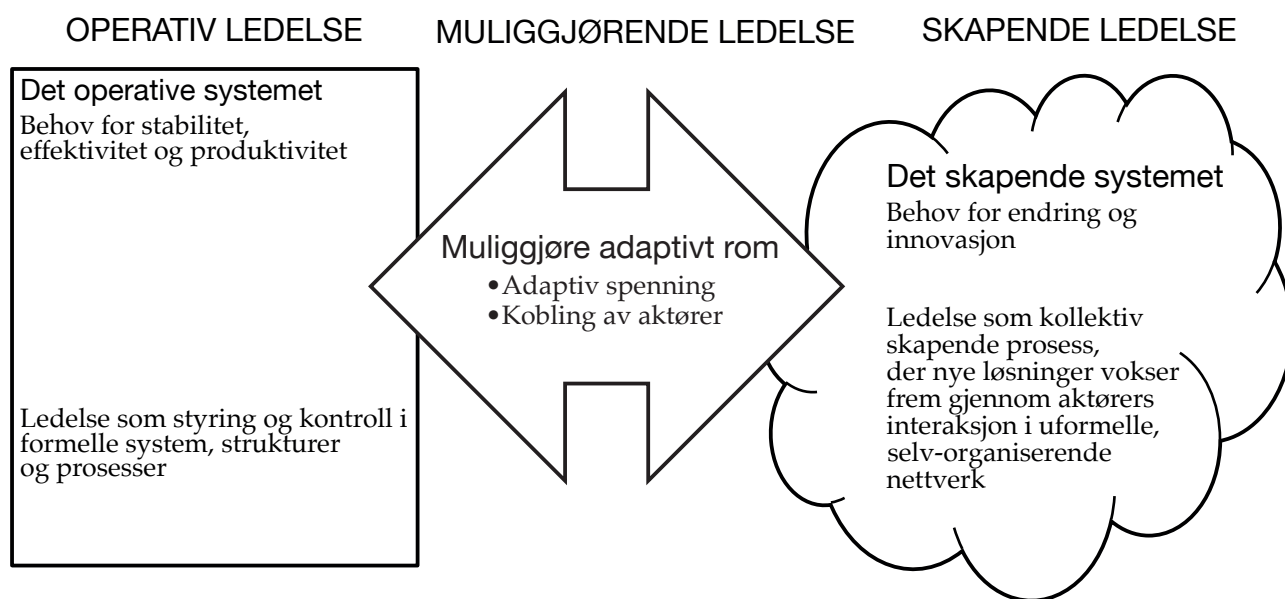 OPERATIV LEDELSE
MULIGGJØRENDE LEDELSE
SKAPENDE LEDELSE
Det operative systemet
Behov for stabilitet,
effektivitet og produktivitet
Ledelse som styring og kontroll i
formelle system, strukturer
og prosesser
Muliggjøre adaptivt rom
•Adaptiv spenning
•Kobling av aktører
Det skapende systemet
Behov for endring og
innovasjon
Ledelse som kollektiv
skapende prosess,
der nye løsninger vokser
frem gjennom aktørers
interaksjon i uformelle,
selv-organiserende
nettverk